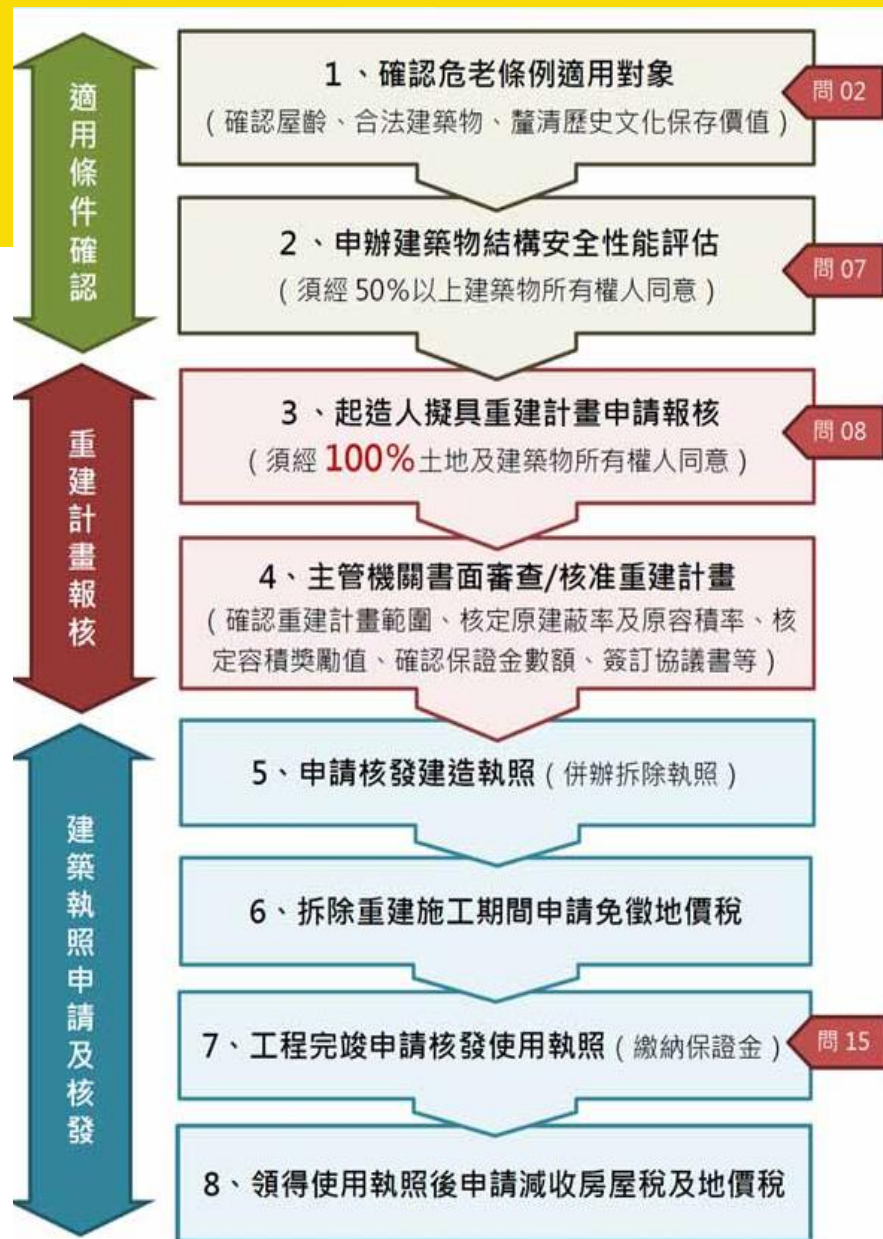 適用條件確認
1、確認危老條例適用對象
(確認屋齡、合法建築物、釐清歷史文化保存價值)
問 02
2、申辦建築物結構安全性能評估
(須經 50%以上建築物所有權人同意)
問 07
重建計畫報核
3、起造人擬具重建計畫申請報核
(須經 100%土地及建築物所有權人同意)
問 08
4、主管機關書面審查/核准重建計畫
(確認重建計畫範圍、核定原建蔽率及原容積率、核
定容積獎勵值、確認保證金數額、簽訂協議書等)
建築執照申請及核發
5、申請核發建造執照(併辦拆除執照)
6、拆除重建施工期間申請免徵地價稅
7、工程完竣申請核發使用執照(繳納保證金)
問 15
8、領得使用執照後申請減收房屋稅及地價稅